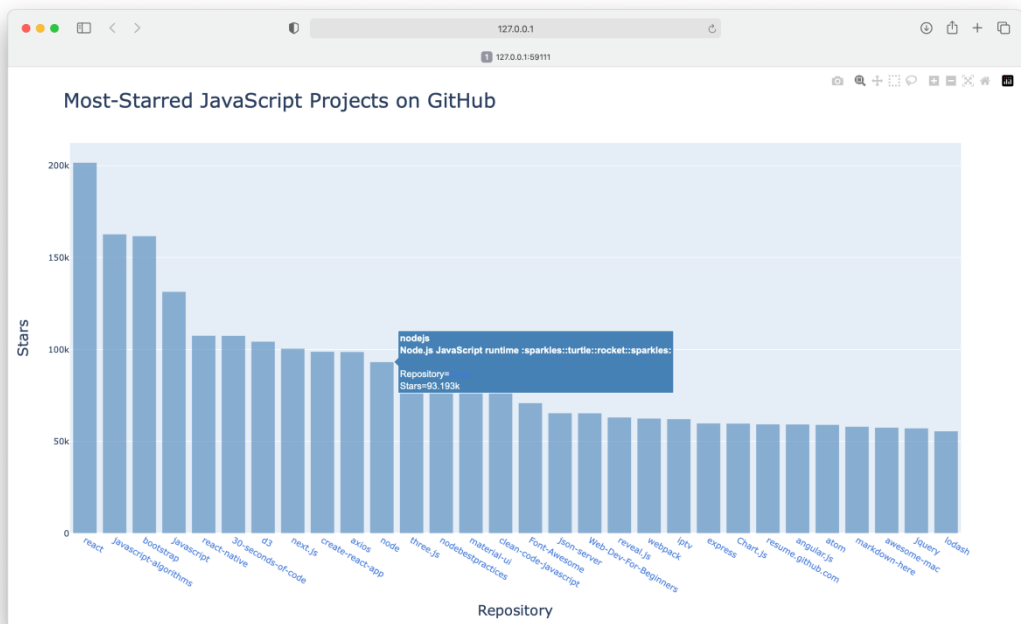 127.0.0.1
1 127.0.0.1:59111
Most-Starred JavaScript Projects on GitHub
200k
150k
100k
50k
0
Stars
nodejs
Node.js JavaScript runtime :sparkles::turtle::rocket::sparkles:
Repository=
Stars=93.193k
react
javascript-algorithms
bootstrap
javascript
react-native
30-seconds-of-code
d3
next.js
create-react-app
axios
node
three.js
nodebestpractices
material-ui
clean-code-javascript
Font-Awesome
json-server
Web-Dev-For-Beginners
reveal.js
webpack
iptv
express
Chart.js
resume.github.com
angular.js
atom
markdown-here
awesome-mac
jquery
lodash
Repository